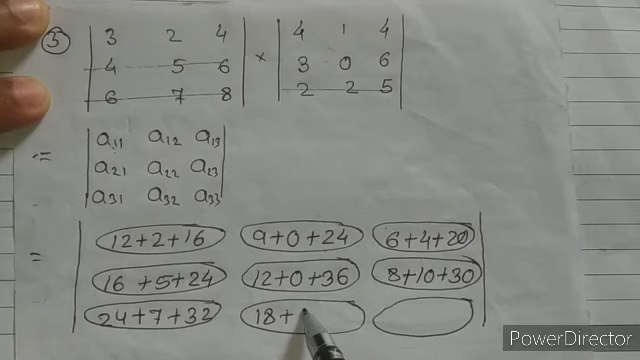 5 | 3 2 4 | × | 4 1 4 |
| 4 5 6 | | 3 0 6 |
| 6 7 8 | | 2 2 5 |
= | a11 a12 a13 |
| a21 a22 a23 |
| a31 a32 a33 |
= | 12+2+16 9+0+24 6+4+20 |
| 16+5+24 12+0+36 8+10+30 |
| 24+7+32 18+ |
PowerDirector